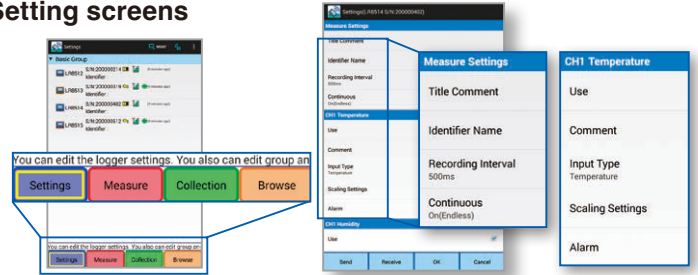 Setting screens
Settings
Basic Group
LR8512
S/N:200000214
Identifier :
LR8513
S/N:200000319
Identifier :
LR8514
S/N:200000402
Identifier :
LR8515
S/N:200000512
Identifier :
You can edit the logger settings. You also can edit group an
Settings
Measure
Collection
Browse
You can edit the logger settings. You also can edit group an
Settings
Measure
Collection
Browse
Settings(LR8514 S/N:200000402)
Measure Settings
Title Comment
Identifier Name
Recording Interval
500ms
Continuous
On(Endless)
CH1 Temperature
Use
Comment
Input Type
Temperature
Scaling Settings
Alarm
CH1 Humidity
Use
Send
Receive
OK
Cancel
Measure Settings
Title Comment
Identifier Name
Recording Interval
500ms
Continuous
On(Endless)
CH1 Temperature
Use
Comment
Input Type
Temperature
Scaling Settings
Alarm